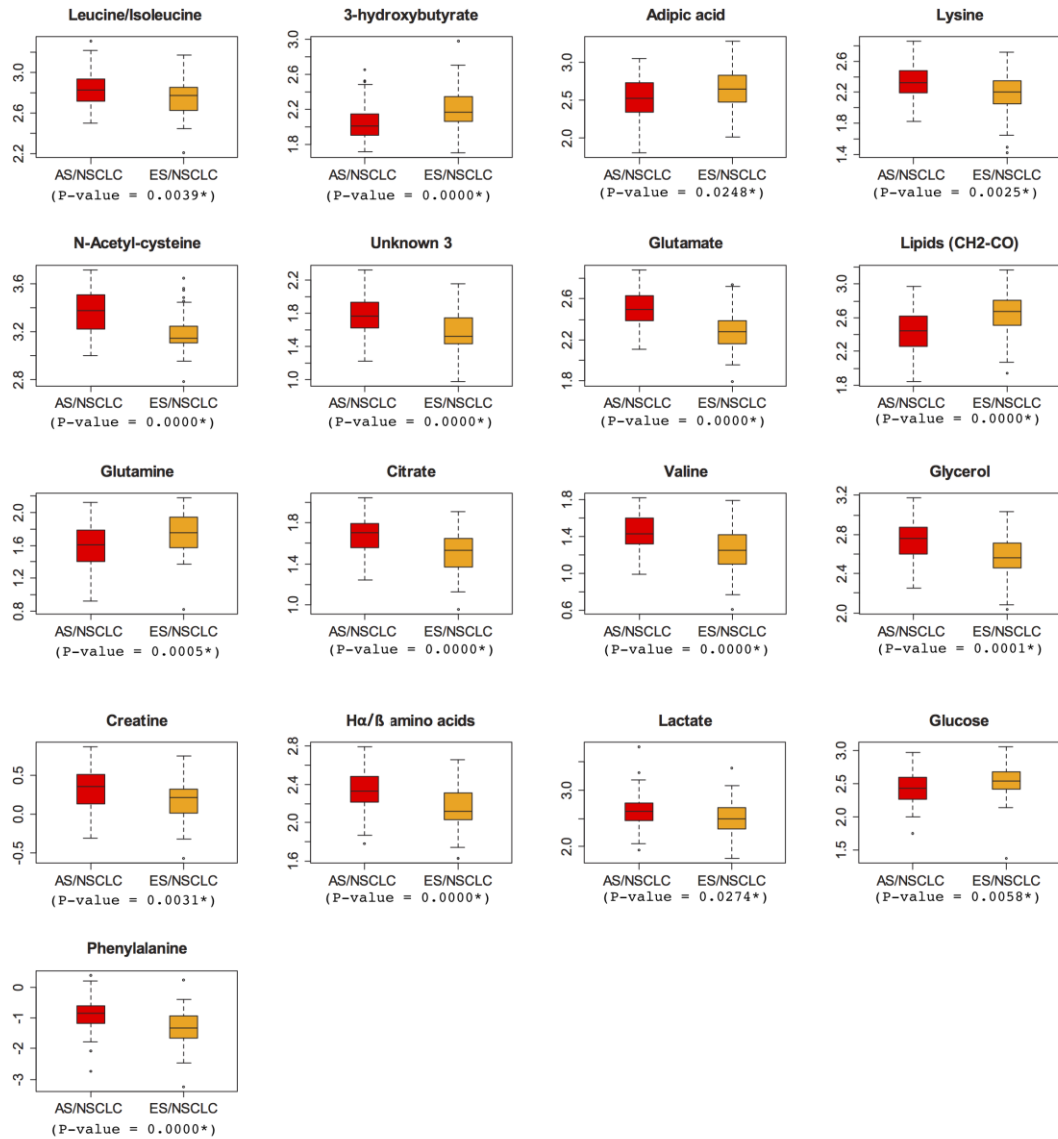 Leucine/Isoleucine
3.0
2.6
2.2
AS/NSCLC ES/NSCLC
(P-value = 0.0039*)
3-hydroxybutyrate
3.0
2.6
2.2
1.8
AS/NSCLC ES/NSCLC
(P-value = 0.0000*)
Adipic acid
3.0
2.5
2.0
AS/NSCLC ES/NSCLC
(P-value = 0.0248*)
Lysine
2.6
2.2
1.8
1.4
AS/NSCLC ES/NSCLC
(P-value = 0.0025*)
N-Acetyl-cysteine
3.6
3.2
2.8
AS/NSCLC ES/NSCLC
(P-value = 0.0000*)
Unknown 3
2.2
1.8
1.4
1.0
AS/NSCLC ES/NSCLC
(P-value = 0.0000*)
Glutamate
2.6
2.2
1.8
AS/NSCLC ES/NSCLC
(P-value = 0.0000*)
Lipids (CH2-CO)
3.0
2.6
2.2
1.8
AS/NSCLC ES/NSCLC
(P-value = 0.0000*)
Glutamine
2.0
1.6
1.2
0.8
AS/NSCLC ES/NSCLC
(P-value = 0.0005*)
Citrate
1.8
1.4
1.0
AS/NSCLC ES/NSCLC
(P-value = 0.0000*)
Valine
1.8
1.4
1.0
0.6
AS/NSCLC ES/NSCLC
(P-value = 0.0000*)
Glycerol
3.2
2.8
2.4
2.0
AS/NSCLC ES/NSCLC
(P-value = 0.0001*)
Creatine
0.5
0.0
-0.5
AS/NSCLC ES/NSCLC
(P-value = 0.0031*)
Hα/ß amino acids
2.8
2.4
2.0
1.6
AS/NSCLC ES/NSCLC
(P-value = 0.0000*)
Lactate
3.0
2.0
AS/NSCLC ES/NSCLC
(P-value = 0.0274*)
Glucose
3.0
2.5
2.0
1.5
AS/NSCLC ES/NSCLC
(P-value = 0.0058*)
Phenylalanine
0
-1
-2
-3
AS/NSCLC ES/NSCLC
(P-value = 0.0000*)